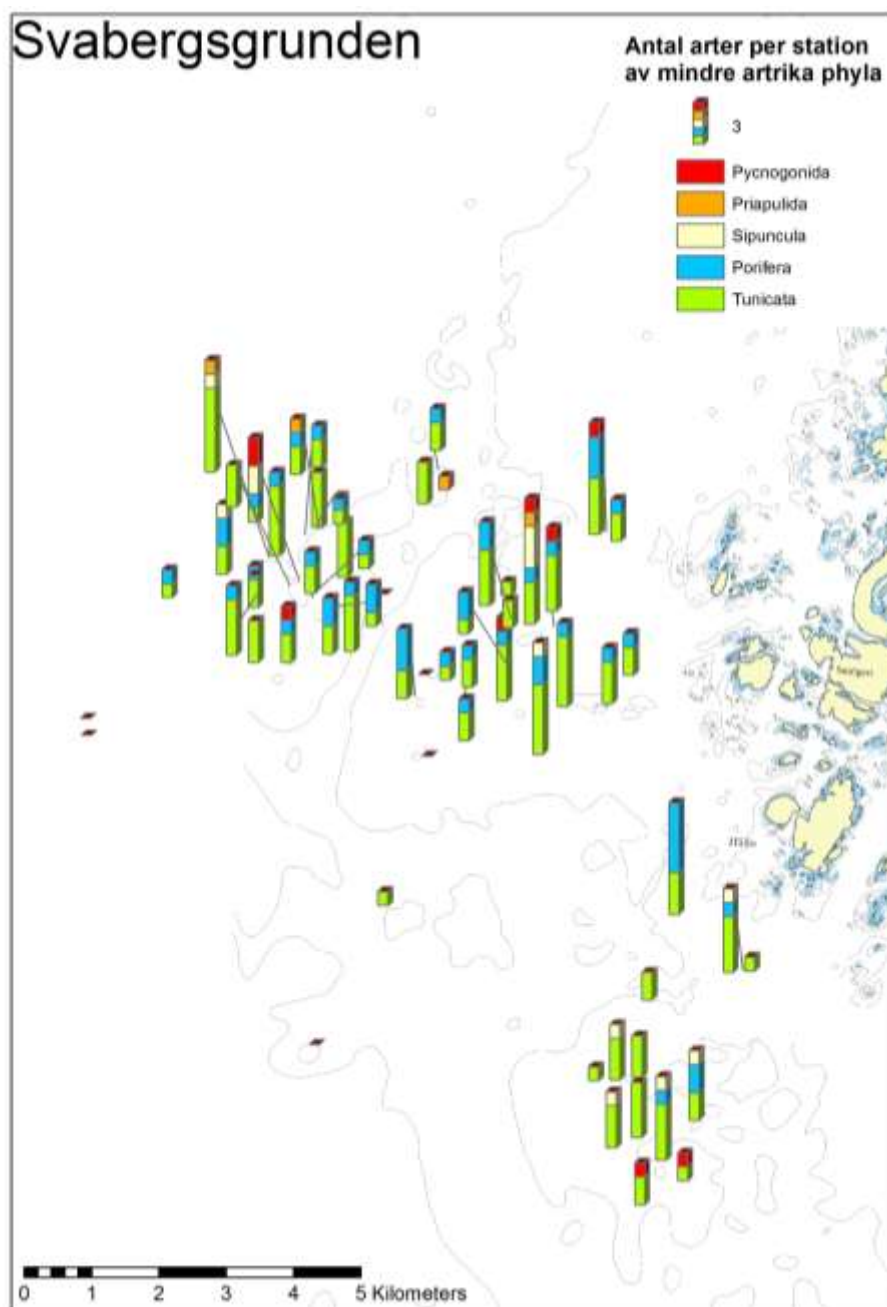 Svabergsgrunden
Antal arter per station
av mindre artrika phyla
3
Pycnogonida
Priapulida
Sipuncula
Porifera
Tunicata
0 1 2 3 4 5 Kilometers